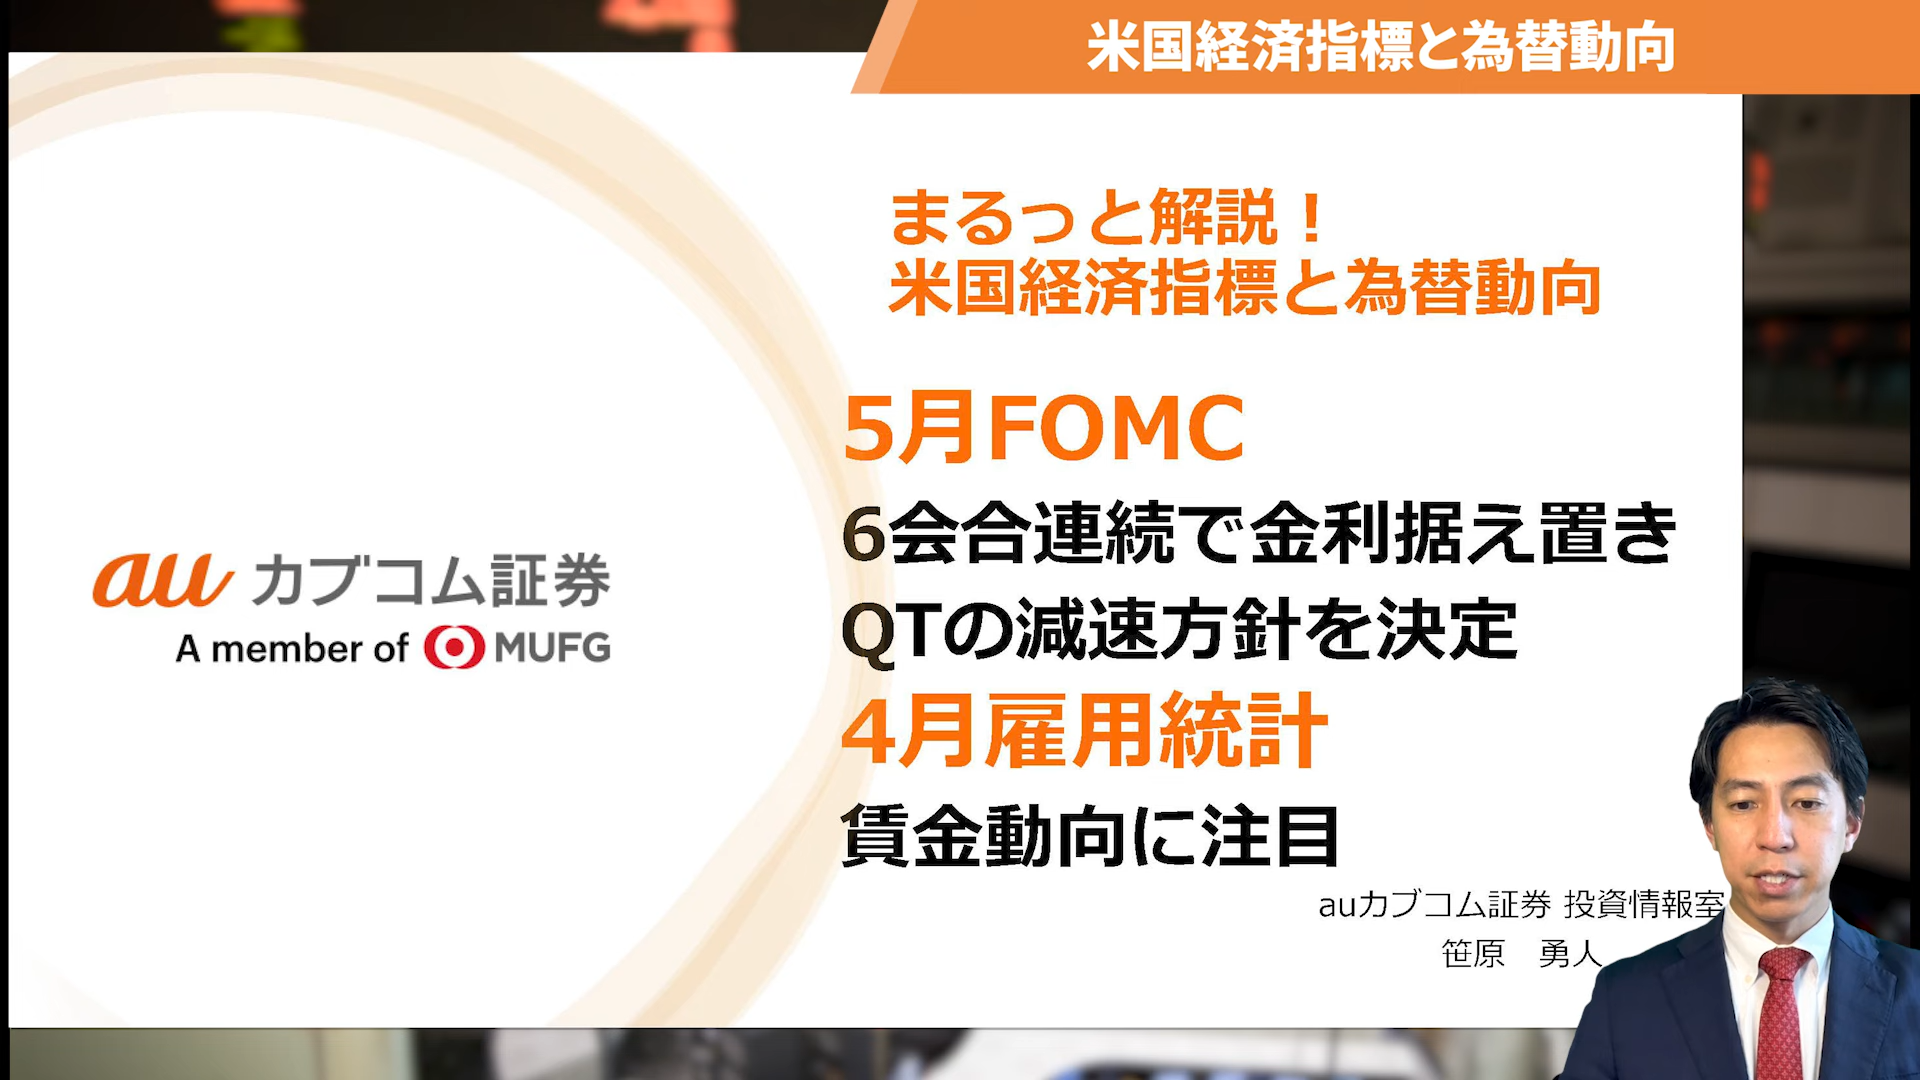 米国経済指標と為替動向
まるっと解説！
米国経済指標と為替動向
5月FOMC
6会合連続で金利据え置き
QTの減速方針を決定
4月雇用統計
賃金動向に注目
au カブコム証券
A member of MUFG
auカブコム証券 投資情報室
笹原　勇人